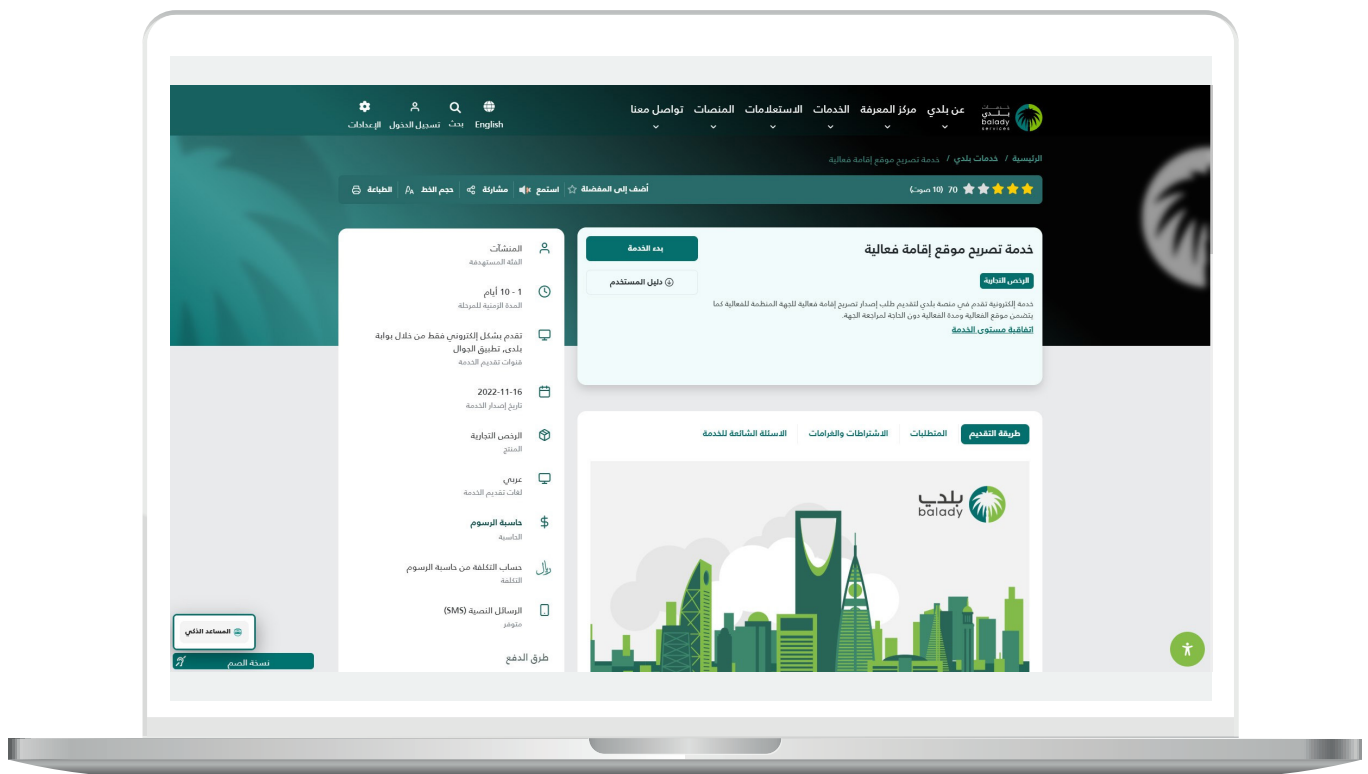 خدمات
بلدي
balady
services
عن بلدي مركز المعرفة الخدمات الاستعلامات المنصات تواصل معنا
English بحث تسجيل الدخول الإعدادات
الرئيسية / خدمات بلدي / خدمة تصريح موقع إقامة فعالية
70 (10 صوت)
أضف إلى المفضلة استمع مشاركة حجم الخط الطباعة
خدمة تصريح موقع إقامة فعالية
الرخص التجارية
خدمة إلكترونية تقدم في منصة بلدي لتقديم طلب إصدار تصريح إقامة فعالية للجهة المنظمة للفعالية كما
يتضمن موقع الفعالية ومدة الفعالية دون الحاجة لمراجعة الجهة.
اتفاقية مستوى الخدمة
بدء الخدمة
دليل المستخدم
طريقة التقديم المتطلبات الاشتراطات والغرامات الاسئلة الشائعة للخدمة
بلدي
balady
المنشآت
الفئة المستهدفة
1 - 10 أيام
المدة الزمنية للمرحلة
تقدم بشكل إلكتروني فقط من خلال بوابة
بلدي, تطبيق الجوال
قنوات تقديم الخدمة
2022-11-16
تاريخ إصدار الخدمة
الرخص التجارية
المنتج
عربي
لغات تقديم الخدمة
$ حاسبة الرسوم
الحاسبة
ريال حساب التكلفة من حاسبة الرسوم
التكلفة
الرسائل النصية (SMS)
متوفر
طرق الدفع
المساعد الذكي
نسخة الصم